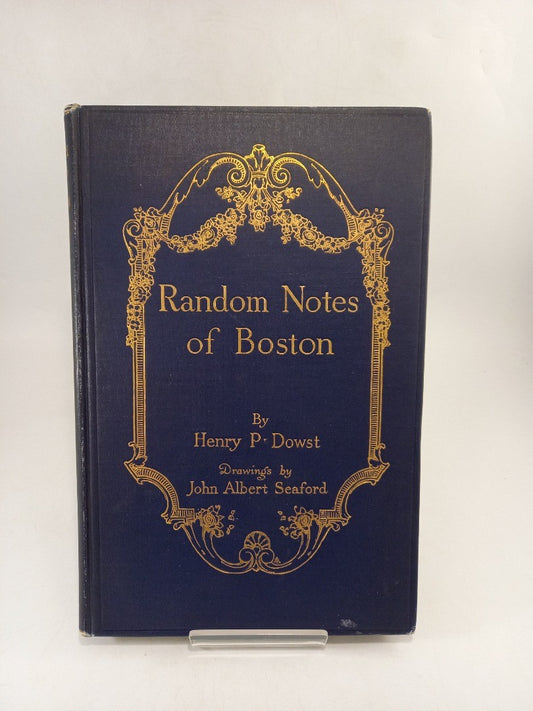 Random Notes
of Boston
By
Henry P. Dowst
Drawings by
John Albert Seaford